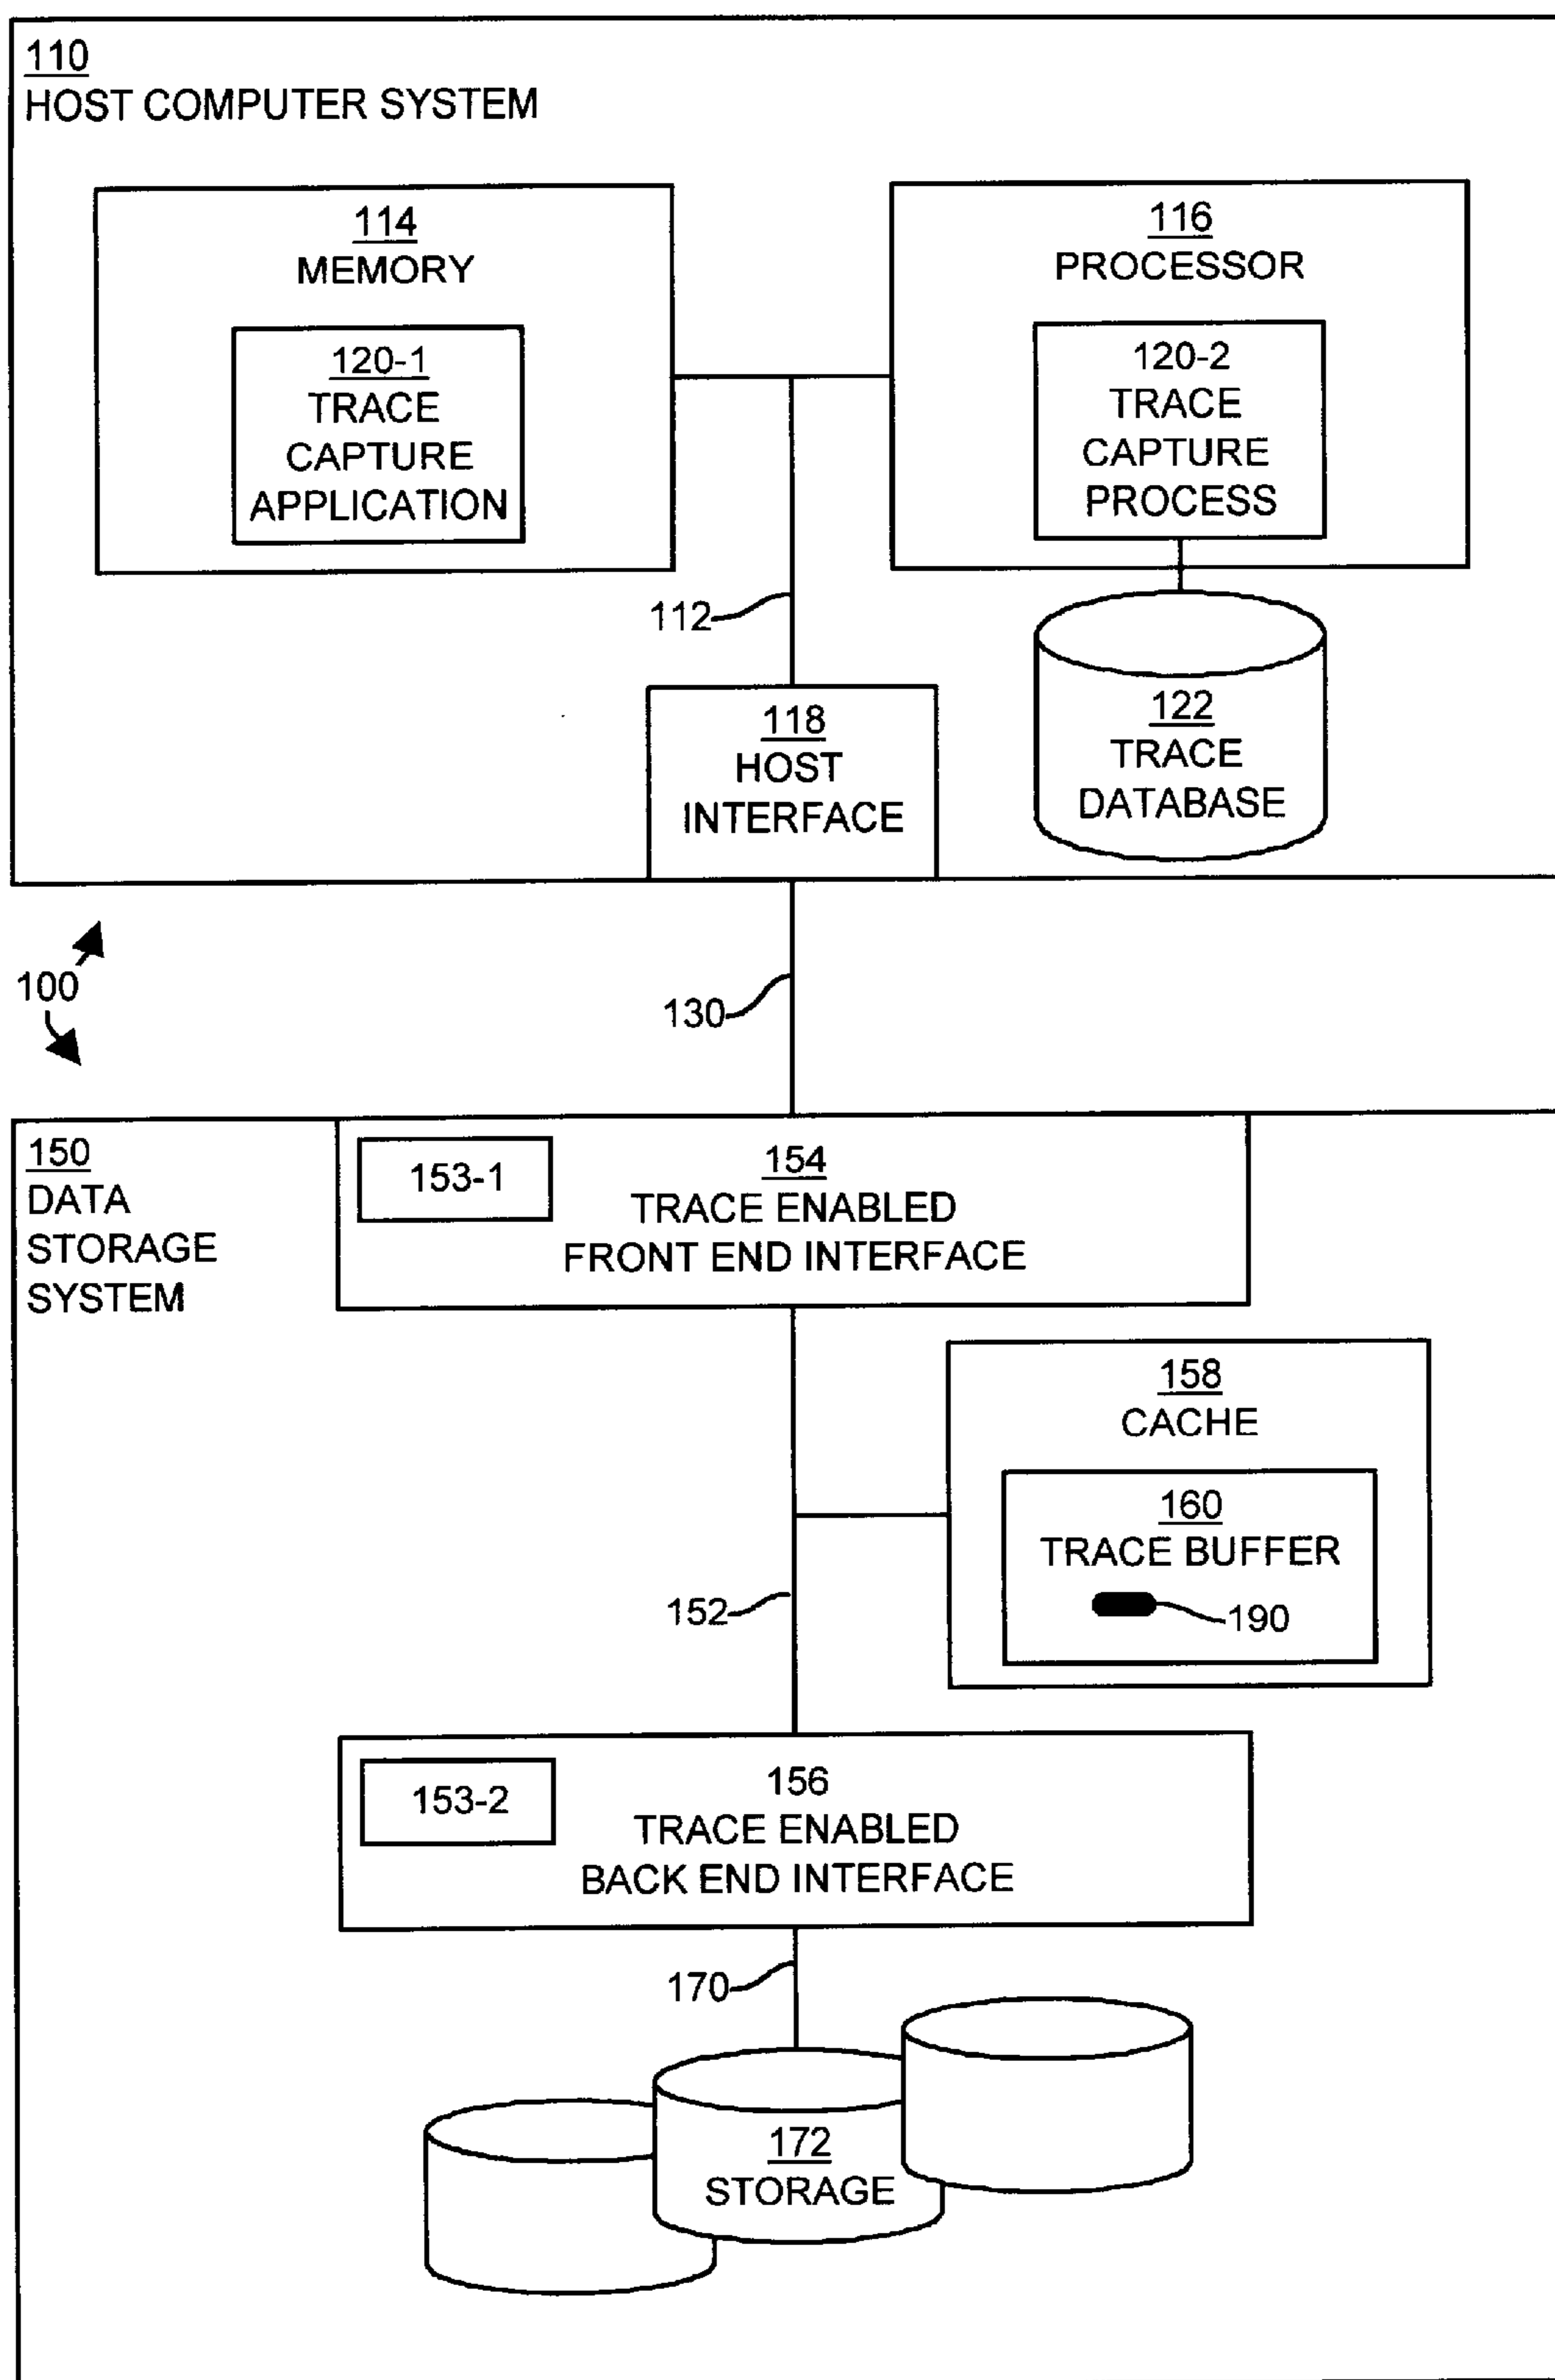 110
HOST COMPUTER SYSTEM
114
MEMORY
120-1
TRACE
CAPTURE
APPLICATION
116
PROCESSOR
120-2
TRACE
CAPTURE
PROCESS
112
118
HOST
INTERFACE
122
TRACE
DATABASE
100
130
150
DATA
STORAGE
SYSTEM
153-1
154
TRACE ENABLED
FRONT END INTERFACE
158
CACHE
160
TRACE BUFFER
190
152
153-2
156
TRACE ENABLED
BACK END INTERFACE
170
172
STORAGE